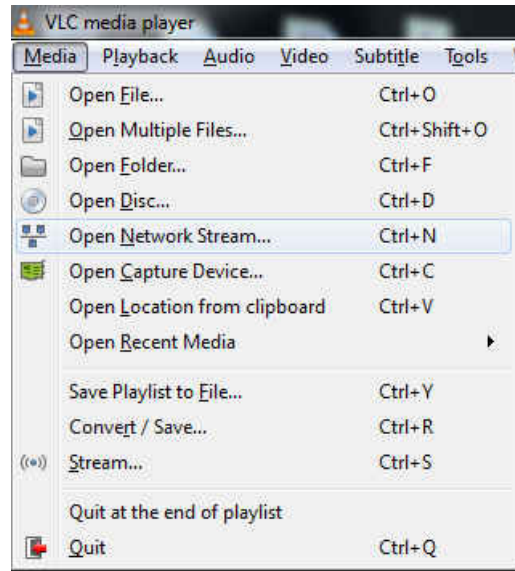 VLC media player
Media Playback Audio Video Subtitle Tools
Open File... Ctrl+O
Open Multiple Files... Ctrl+Shift+O
Open Folder... Ctrl+F
Open Disc... Ctrl+D
Open Network Stream... Ctrl+N
Open Capture Device... Ctrl+C
Open Location from clipboard Ctrl+V
Open Recent Media
Save Playlist to File... Ctrl+Y
Convert / Save... Ctrl+R
Stream... Ctrl+S
Quit at the end of playlist
Quit Ctrl+Q